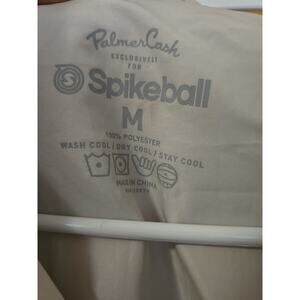 PalmerCash
EXCLUSIVELY
FOR
Spikeball
M
100% POLYESTER
WASH COOL / DRY COOL / STAY COOL
MADE IN CHINA